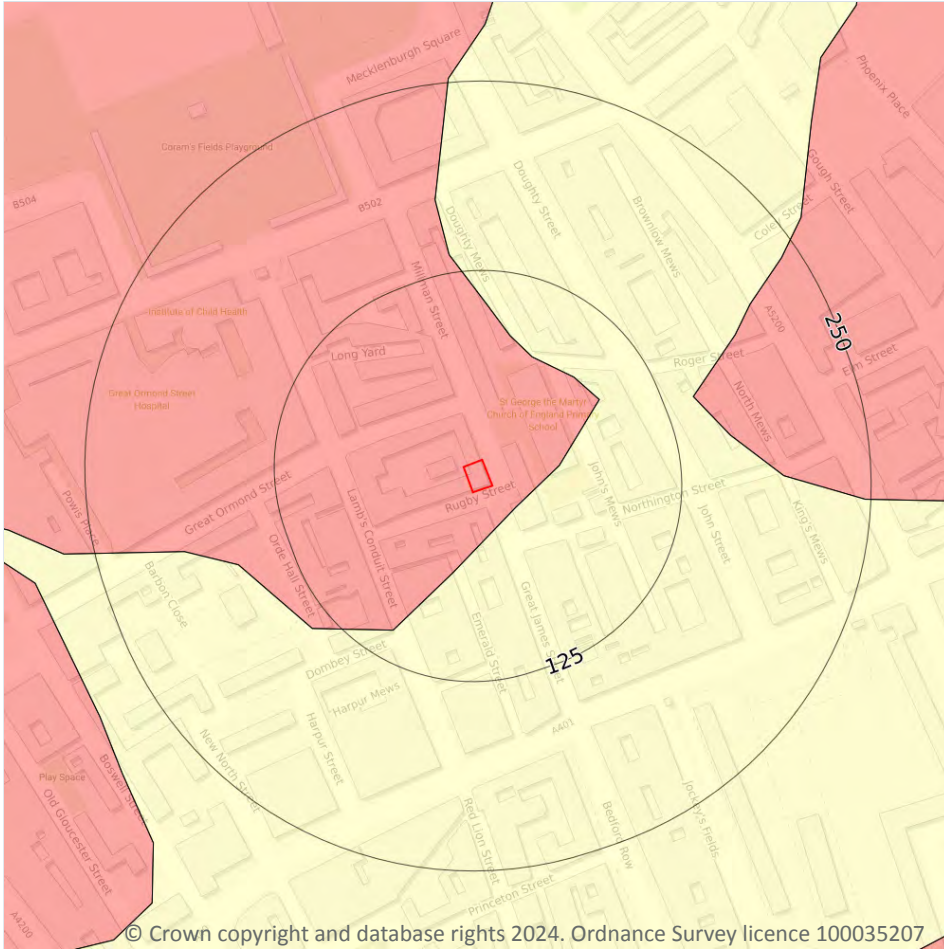 Mecklenburgh Square
Phoenix Place
Coram's Fields Playground
Gough Street
B504
B502
Doughty Street
Brownlow Mews
Coley Street
Doughty Mews
Millman Street
Institute of Child Health
A5200
250
Long Yard
Roger Street
Elm Street
Great Ormond Street
Hospital
North Mews
St George the Martyr
Church of England Primary
School
Great Ormond Street
Rugby Street
John's Mews
Northington Street
Powis Place
Lamb's Conduit Street
John Street
King's Mews
Orde Hall Street
Barbon Close
Emerald Street
Great James Street
Dombey Street
125
Harpur Mews
Harpur Street
A401
New North Street
Boswell Street
Play Space
Old Gloucester Street
Red Lion Street
Bedford Row
Jockey's Fields
Princeton Street
A4200
© Crown copyright and database rights 2024. Ordnance Survey licence 100035207